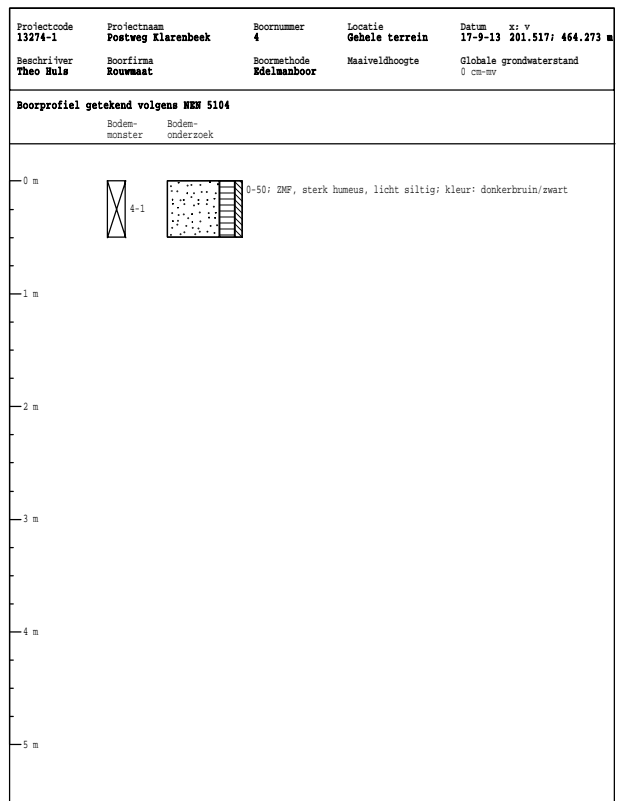 Projectcode Projectnaam Boornummer Locatie Datum x: v
13274-1 Postweg Klarenbeek 4 Gehele terrein 17-9-13 201.517; 464.273 m
Beschrijver Boorfirma Boormethode Maaiveldhoogte Globale grondwaterstand
Theo Huls Rouwmaat Edelmanboor 0 cm-mv
Boorprofiel getekend volgens NEN 5104
Bodem- Bodem-
monster onderzoek
0 m
0-50; ZMF, sterk humeus, licht siltig; kleur: donkerbruin/zwart
4-1
1 m
2 m
3 m
4 m
5 m